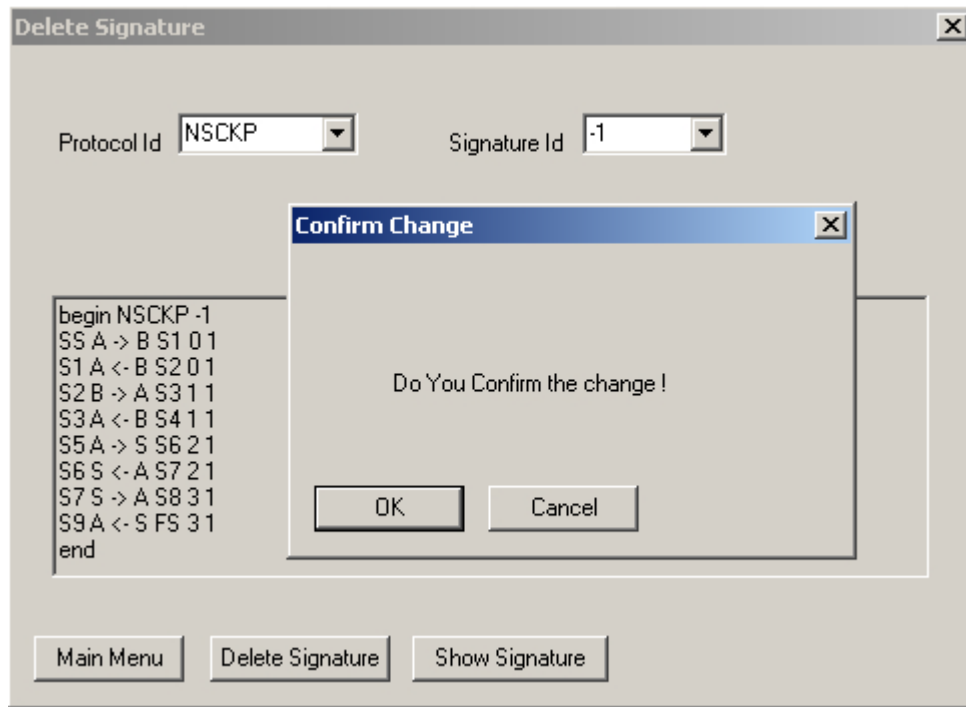 Delete Signature
Protocol Id NSCKP Signature Id -1
Confirm Change
Do You Confirm the change !
OK Cancel
begin NSCKP -1
SS A -> B S1 0 1
S1 A <- B S2 0 1
S2 B -> A S3 1 1
S3 A <- B S4 1 1
S5 A -> S S6 2 1
S6 S <- A S7 2 1
S7 S -> A S8 3 1
S9 A <- S FS 3 1
end
Main Menu Delete Signature Show Signature